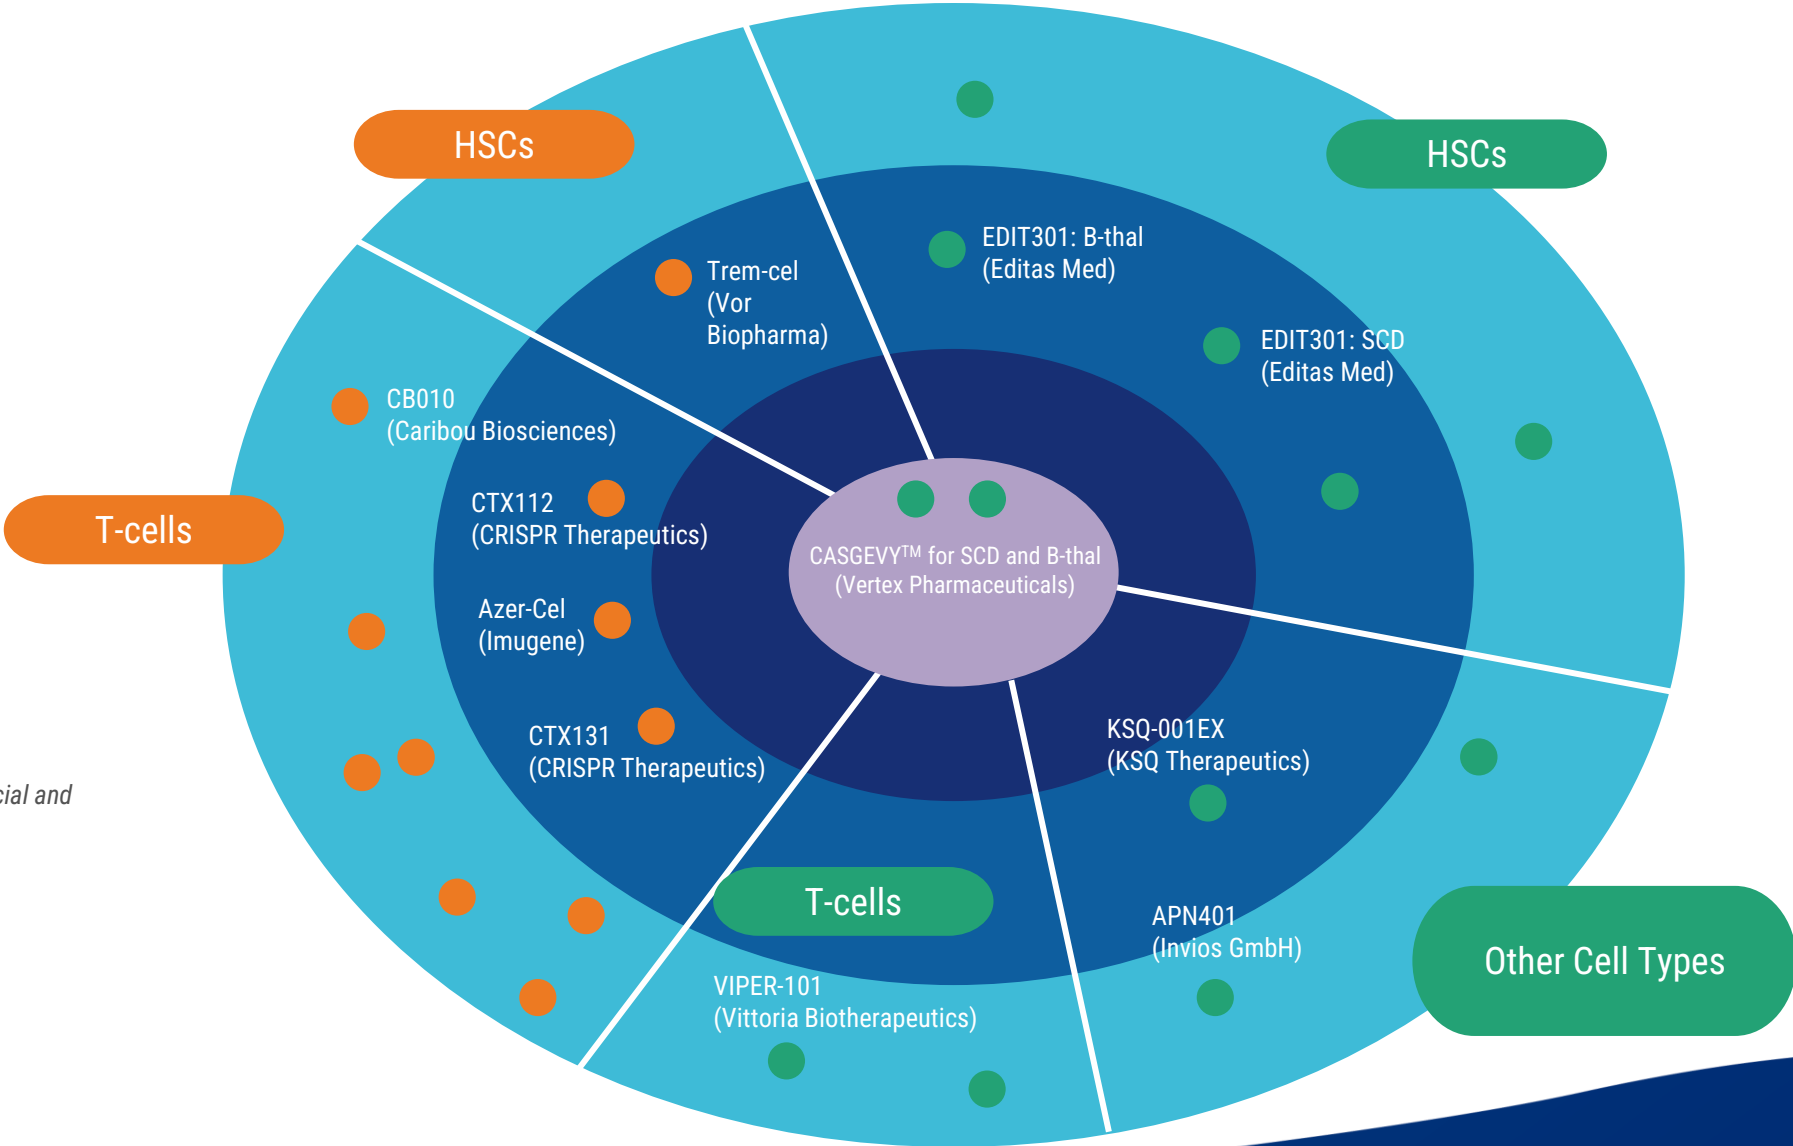 HSCs
HSCs
EDIT301: B-thal
(Editas Med)
Trem-cel
(Vor
Biopharma)
EDIT301: SCD
(Editas Med)
CB010
(Caribou Biosciences)
CTX112
(CRISPR Therapeutics)
T-cells
CASGEVY™ for SCD and B-thal
(Vertex Pharmaceuticals)
Azer-Cel
(Imugene)
CTX131
(CRISPR Therapeutics)
KSQ-001EX
(KSQ Therapeutics)
and
T-cells
APN401
(Invios GmbH)
Other Cell Types
VIPER-101
(Vittoria Biotherapeutics)